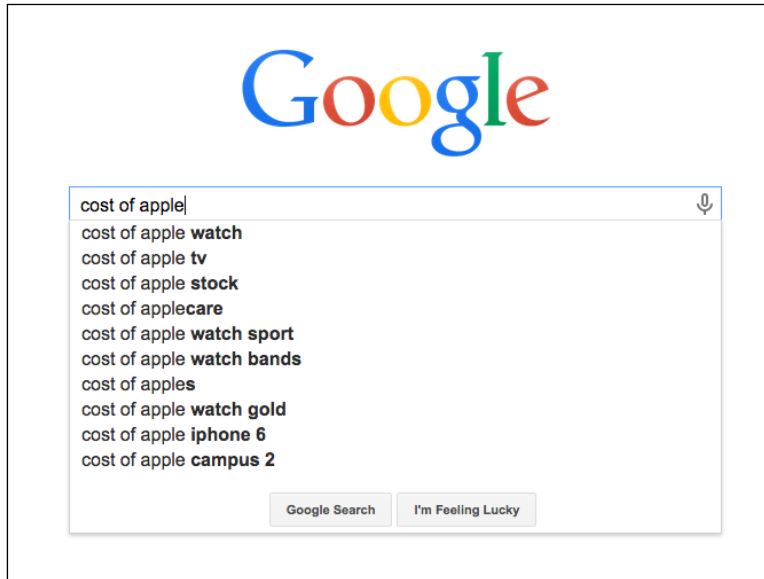 Google
cost of apple
cost of apple watch
cost of apple tv
cost of apple stock
cost of applecare
cost of apple watch sport
cost of apple watch bands
cost of apples
cost of apple watch gold
cost of apple iphone 6
cost of apple campus 2
Google Search I'm Feeling Lucky